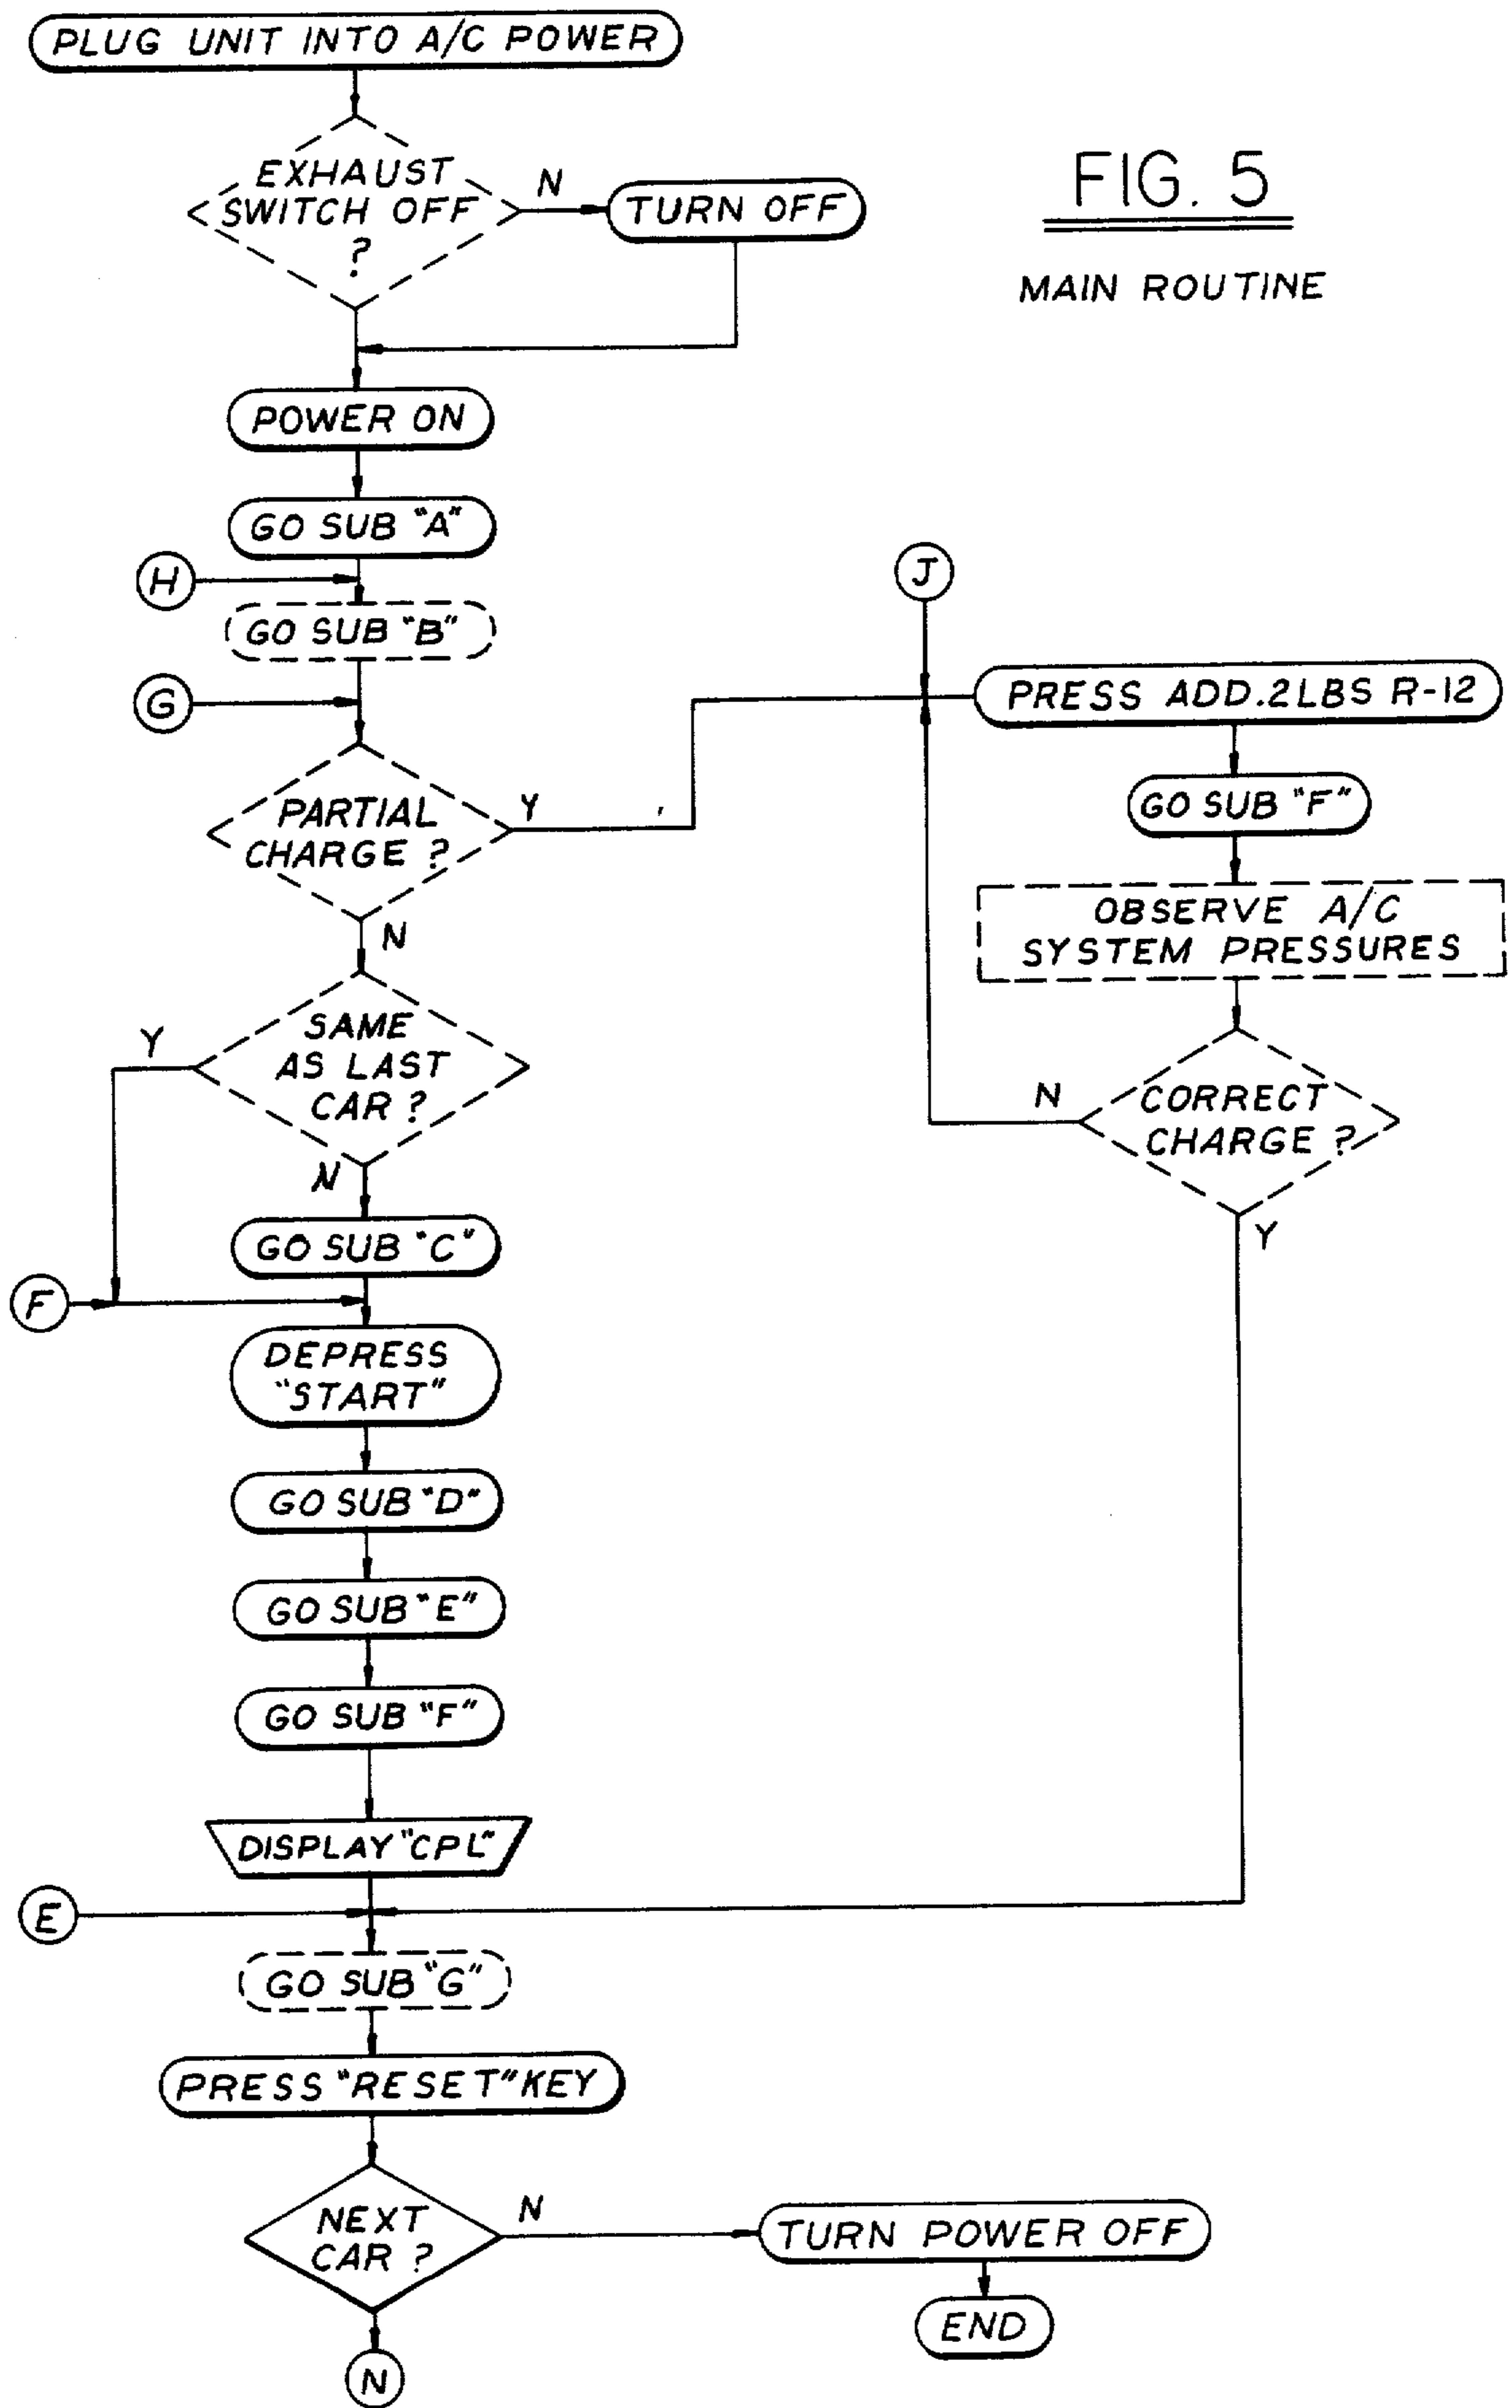 PLUG UNIT INTO A/C POWER
EXHAUST
SWITCH OFF
?
N
TURN OFF
FIG. 5
MAIN ROUTINE
POWER ON
GO SUB "A"
H
GO SUB "B"
G
PARTIAL
CHARGE ?
Y
N
SAME
AS LAST
CAR ?
Y
N
GO SUB "C"
F
DEPRESS
"START"
GO SUB "D"
GO SUB "E"
GO SUB "F"
DISPLAY "CPL"
E
GO SUB "G"
PRESS "RESET" KEY
NEXT
CAR ?
N
TURN POWER OFF
END
N
J
PRESS ADD.2LBS R-12
GO SUB "F"
OBSERVE A/C
SYSTEM PRESSURES
CORRECT
CHARGE ?
N
Y